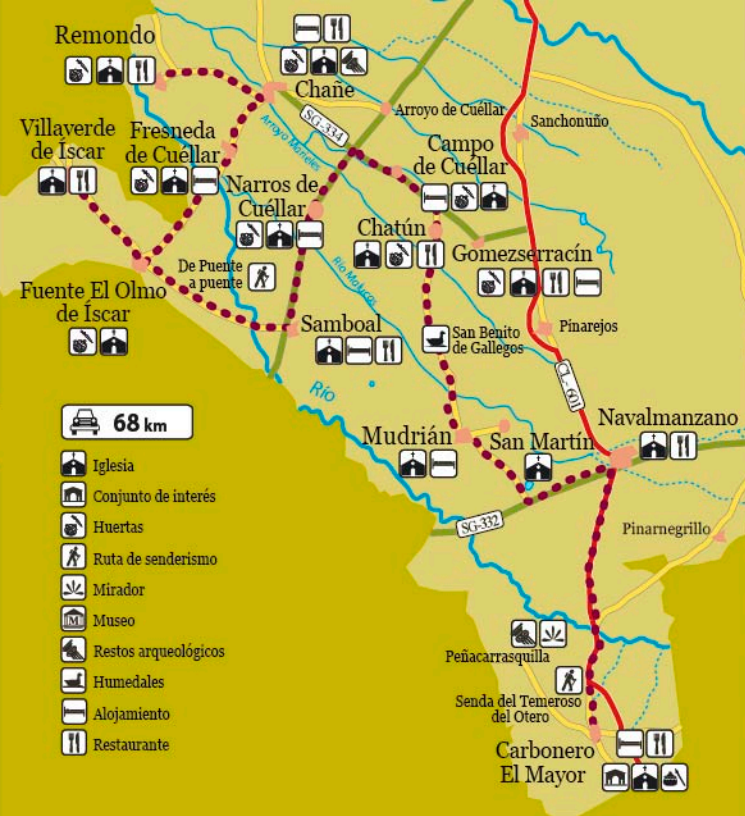 Remondo
Chañe
SG-334
Arroyo de Cuéllar
Sanchonuño
Villaverde
de Íscar
Fresneda
de Cuéllar
Arroyo Marieles
Campo
de Cuéllar
Narros de
Cuéllar
Chatún
Gomezserracín
De Puente
a puente
Río
Fuente El Olmo
de Íscar
Samboal
San Benito
de Gallegos
Pinarejos
CL- 601
Río
68 km
Mudrián
San Martín
Navalmanzano
SG-332
Pinarnegrillo
Iglesia
Conjunto de interés
Huertas
Ruta de senderismo
Mirador
Museo
Restos arqueológicos
Humedales
Alojamiento
Restaurante
Peñacarrasquilla
Senda del Temeroso
del Otero
Carbonero
El Mayor